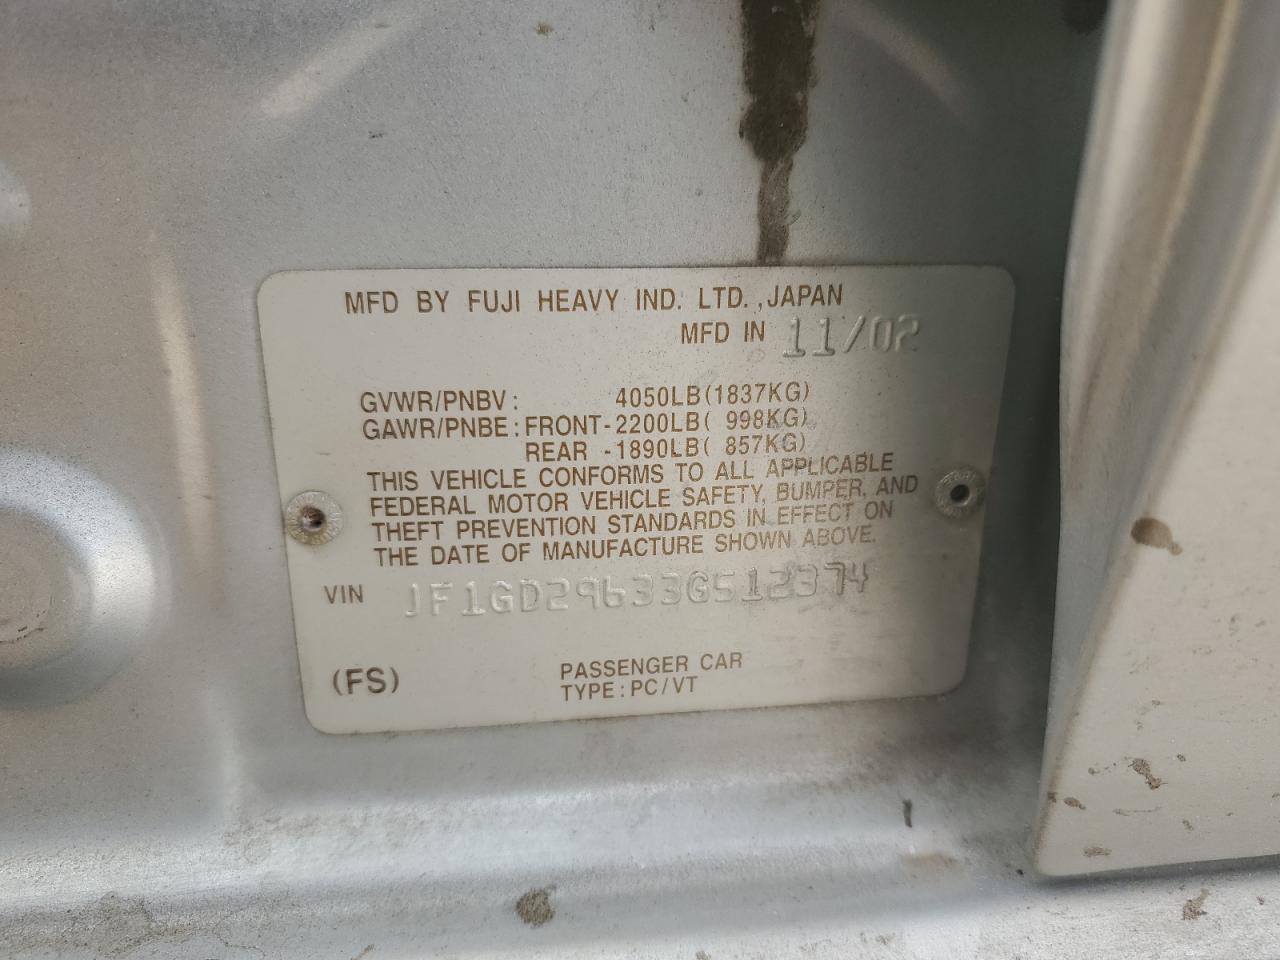 MFD BY FUJI HEAVY IND. LTD., JAPAN
MFD IN 11/02
GVWR/PNBV: 4050LB(1837KG)
GAWR/PNBE: FRONT-2200LB( 998KG)
REAR -1890LB( 857KG)
THIS VEHICLE CONFORMS TO ALL APPLICABLE
FEDERAL MOTOR VEHICLE SAFETY, BUMPER, AND
THEFT PREVENTION STANDARDS IN EFFECT ON
THE DATE OF MANUFACTURE SHOWN ABOVE.
VIN JF1GD29633G512374
(FS)
PASSENGER CAR
TYPE: PC/VT